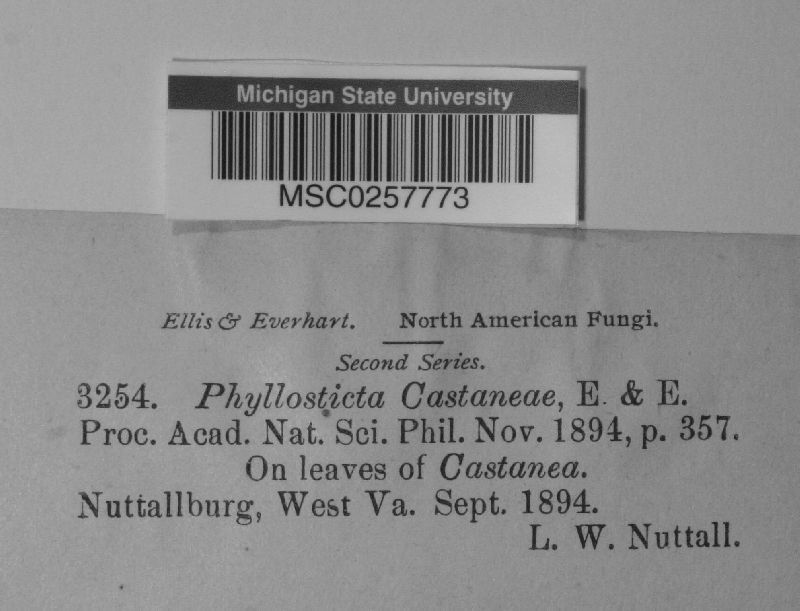 Michigan State University
MSC0257773
Ellis & Everhart. North American Fungi.
Second Series.
3254. Phyllosticta Castaneae, E. & E.
Proc. Acad. Nat. Sci. Phil. Nov. 1894, p. 357.
On leaves of Castanea.
Nuttallburg, West Va. Sept. 1894.
L. W. Nuttall.